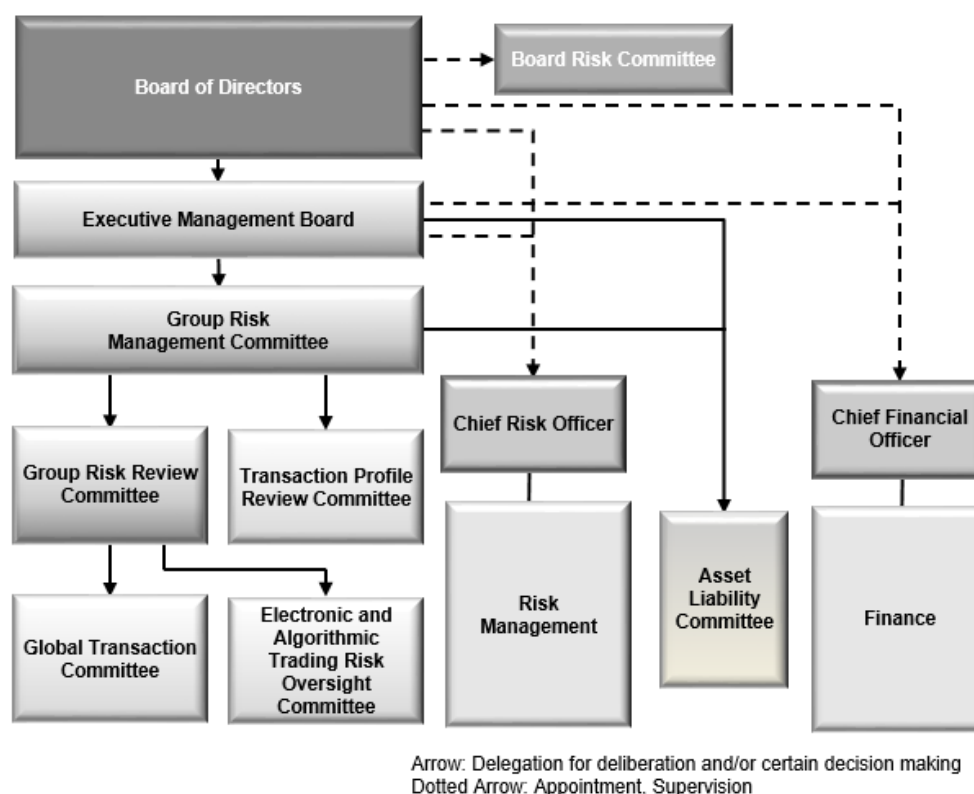 Board of Directors
Board Risk Committee
Executive Management Board
Group Risk
Management Committee
Chief Risk Officer
Chief Financial
Officer
Group Risk Review
Committee
Transaction Profile
Review Committee
Risk
Management
Asset
Liability
Committee
Finance
Global Transaction
Committee
Electronic and
Algorithmic
Trading Risk
Oversight
Committee
Arrow: Delegation for deliberation and/or certain decision making
Dotted Arrow: Appointment, Supervision